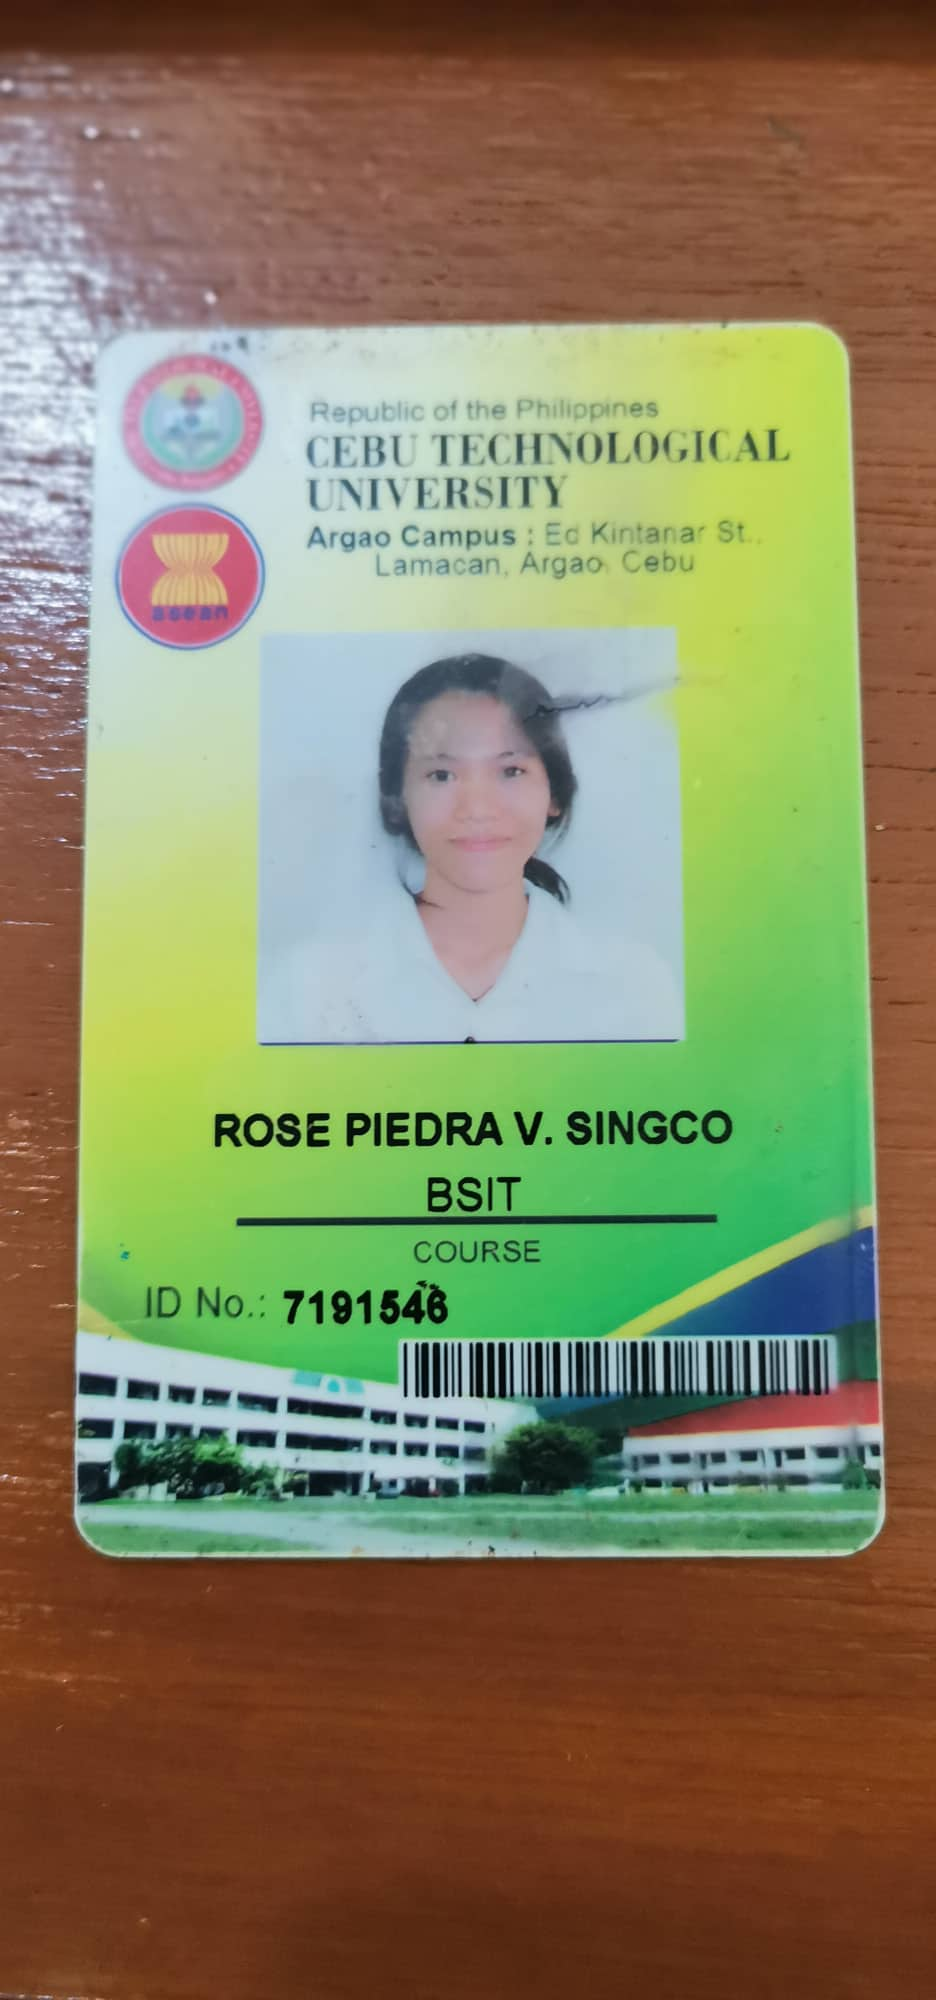 Republic of the Philippines
CEBU TECHNOLOGICAL
UNIVERSITY
Argao Campus : Ed Kintanar St.,
Lamacan, Argao, Cebu
asean
ROSE PIEDRA V. SINGCO
BSIT
COURSE
ID No.: 7191546